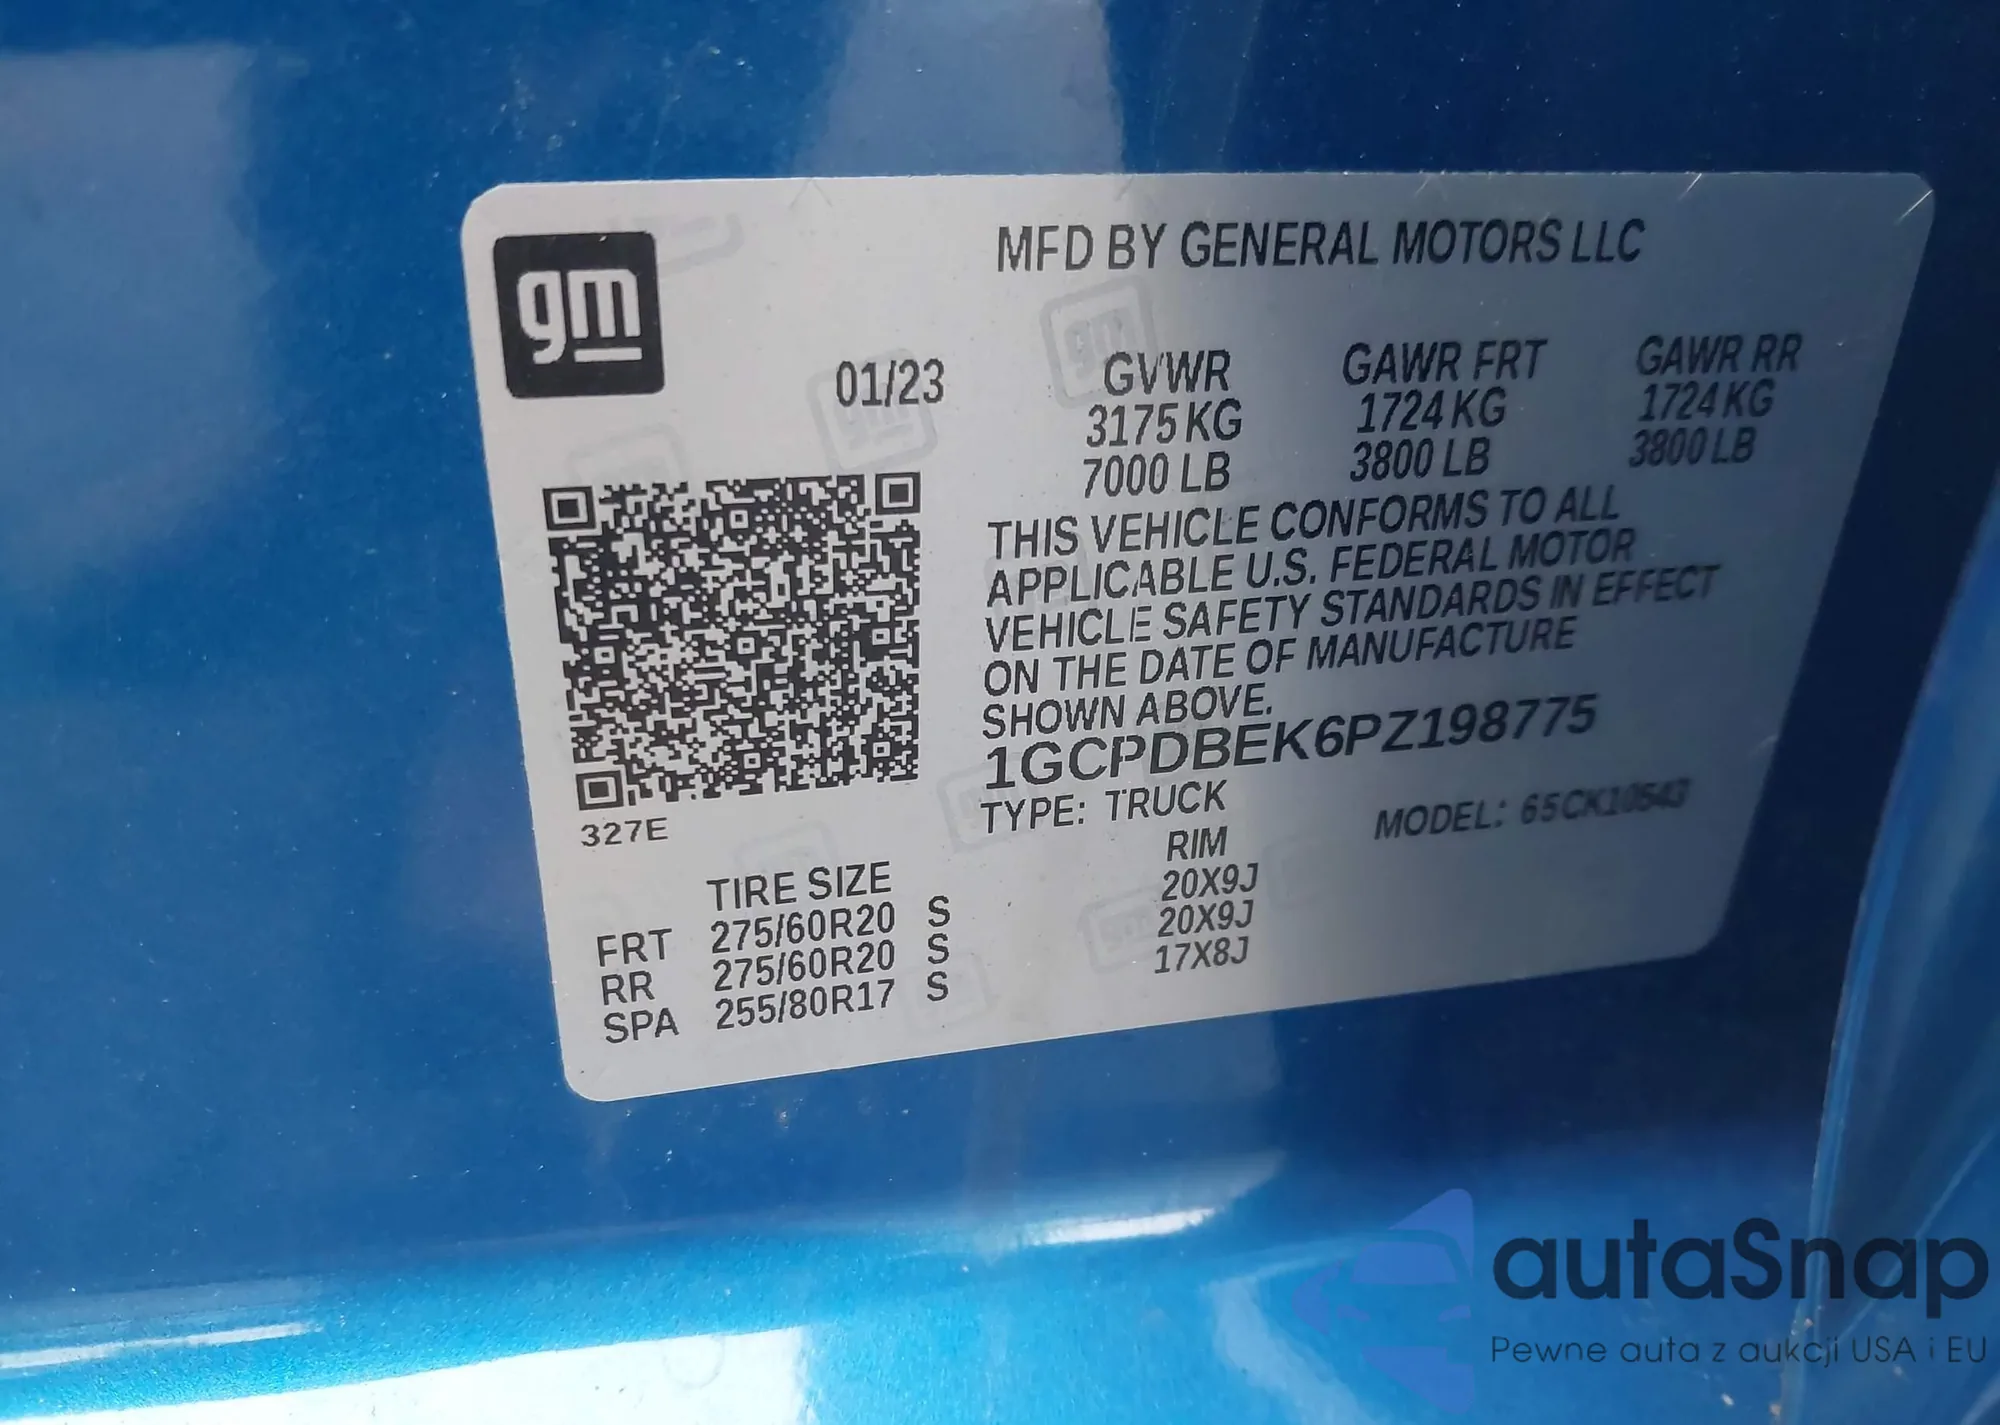 gm
MFD BY GENERAL MOTORS LLC
01/23
GVWR GAWR FRT GAWR RR
3175 KG 1724 KG 1724 KG
7000 LB 3800 LB 3800 LB
THIS VEHICLE CONFORMS TO ALL
APPLICABLE U.S. FEDERAL MOTOR
VEHICLE SAFETY STANDARDS IN EFFECT
ON THE DATE OF MANUFACTURE
SHOWN ABOVE.
1GCPDBEK6PZ198775
TYPE: TRUCK MODEL: 65CK10543
327E
TIRE SIZE RIM
FRT 275/60R20 S 20X9J
RR 275/60R20 S 20X9J
SPA 255/80R17 S 17X8J
autaSnap
Pewne auta z aukcji USA i EU